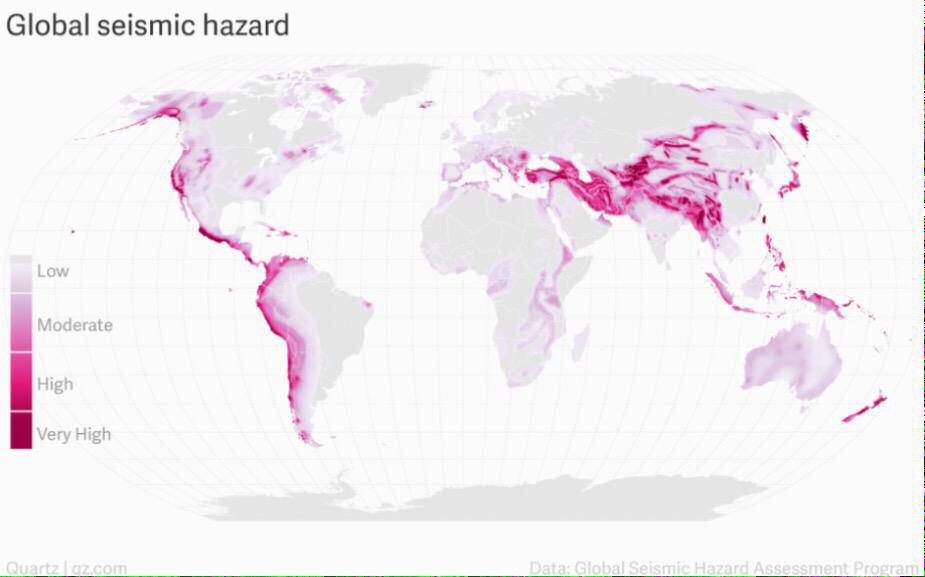 Global seismic hazard
Low
Moderate
High
Very High
Quartz | qz.com
Data: Global Seismic Hazard Assessment Program